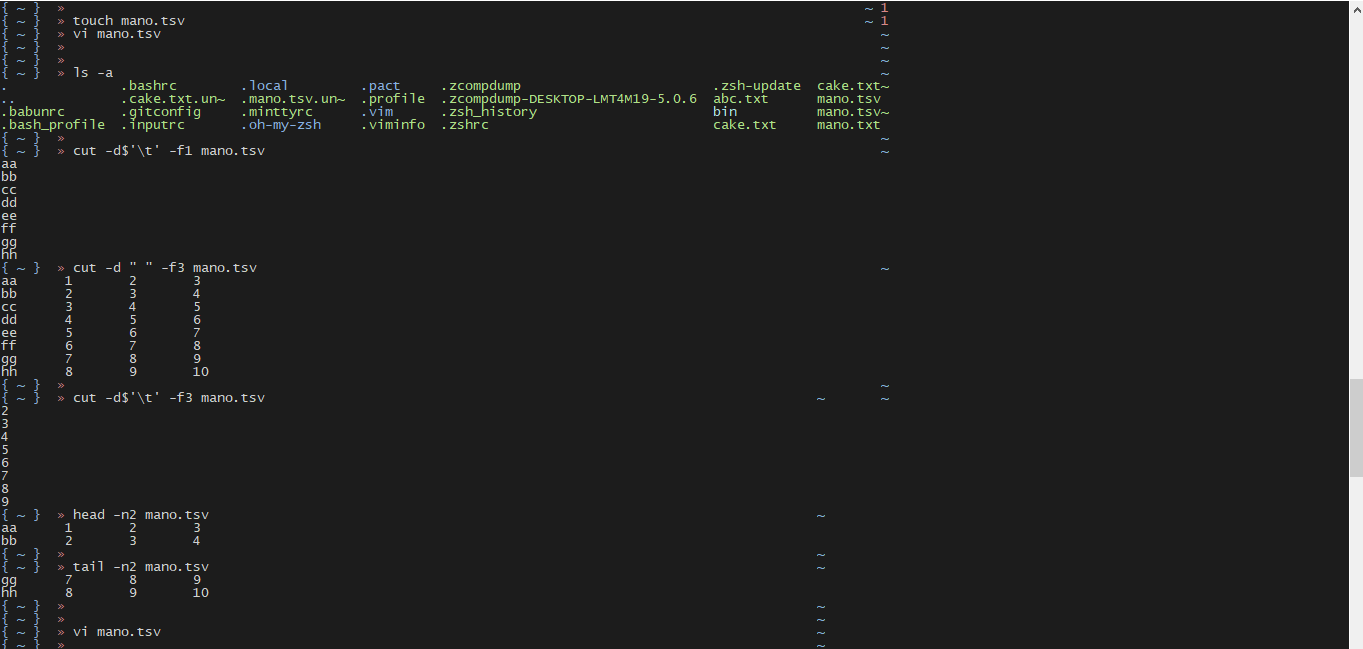 { ~ }  »                                                    ~ 1
{ ~ }  » touch mano.tsv                                     ~ 1
{ ~ }  » vi mano.tsv                                          ~
{ ~ }  »                                                      ~
{ ~ }  »                                                      ~
{ ~ }  » ls -a                                                ~
.              .bashrc        .local         .pact     .zcompdump                        .zsh-update  cake.txt~
..             .cake.txt.un~  .mano.tsv.un~  .profile  .zcompdump-DESKTOP-LMT4M19-5.0.6  abc.txt      mano.tsv
.babunrc       .gitconfig     .minttyrc      .vim      .zsh_history                      bin          mano.tsv~
.bash_profile  .inputrc       .oh-my-zsh     .viminfo  .zshrc                            cake.txt     mano.txt
{ ~ }  »                                                      ~
{ ~ }  » cut -d$'\t' -f1 mano.tsv                             ~
aa
bb
cc
dd
ee
ff
gg
hh
{ ~ }  » cut -d " " -f3 mano.tsv                              ~
aa      1       2       3
bb      2       3       4
cc      3       4       5
dd      4       5       6
ee      5       6       7
ff      6       7       8
gg      7       8       9
hh      8       9       10
{ ~ }  »                                                      ~
{ ~ }  » cut -d$'\t' -f3 mano.tsv                     ~       ~
2
3
4
5
6
7
8
9
{ ~ }  » head -n2 mano.tsv                            ~
aa      1       2       3
bb      2       3       4
{ ~ }  »                                              ~
{ ~ }  » tail -n2 mano.tsv                            ~
gg      7       8       9
hh      8       9       10
{ ~ }  »                                              ~
{ ~ }  »                                              ~
{ ~ }  » vi mano.tsv                                  ~
{ ~ }  »                                              ~